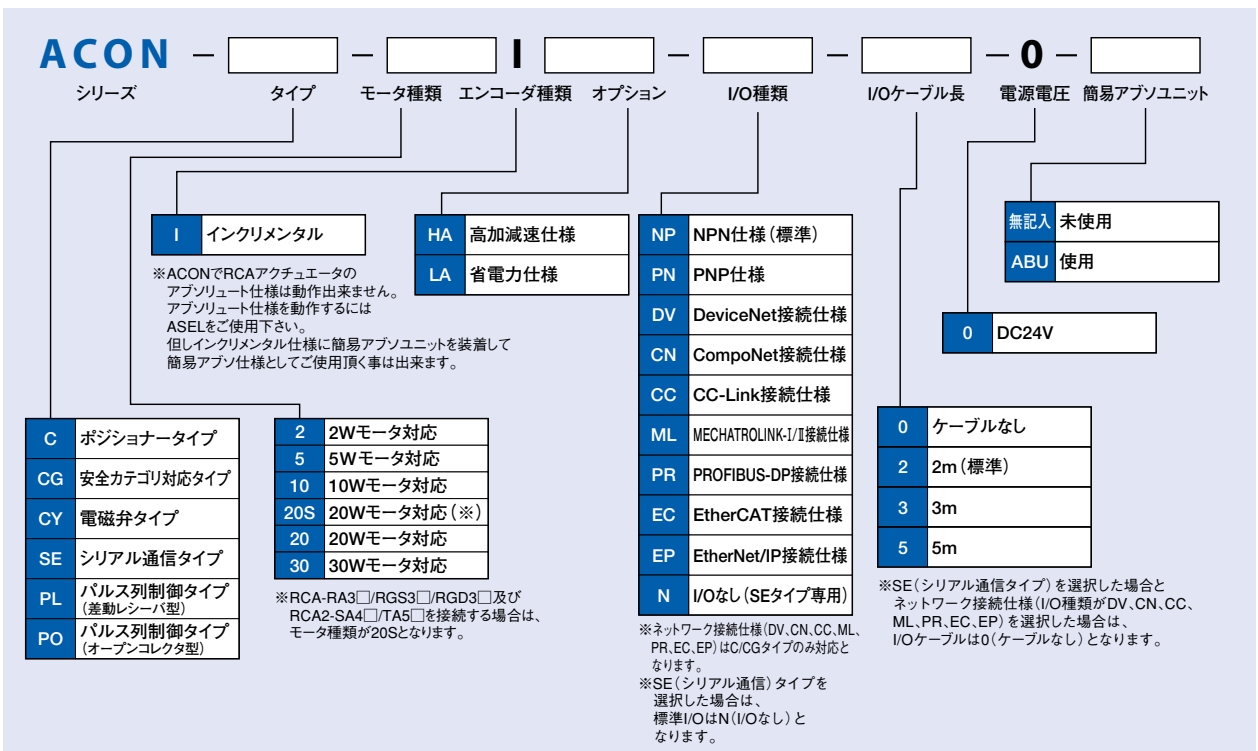 ACON － － I － － － 0 －
シリーズ タイプ モータ種類 エンコーダ種類 オプション I/O種類 I/Oケーブル長 電源電圧 簡易アブソユニット
I インクリメンタル
※ACONでRCAアクチュエータの
アブソリュート仕様は動作出来ません。
アブソリュート仕様を動作するには
ASELをご使用下さい。
但しインクリメンタル仕様に簡易アブソユニットを装着して
簡易アブソ仕様としてご使用頂く事は出来ます。
HA 高加減速仕様
LA 省電力仕様
NP NPN仕様（標準）
PN PNP仕様
DV DeviceNet接続仕様
CN CompoNet接続仕様
CC CC-Link接続仕様
ML MECHATROLINK-I/Ⅱ接続仕様
PR PROFIBUS-DP接続仕様
EC EtherCAT接続仕様
EP EtherNet/IP接続仕様
N I/Oなし（SEタイプ専用）
※ネットワーク接続仕様（DV、CN、CC、ML、
PR、EC、EP）はC/CGタイプのみ対応と
なります。
※SE（シリアル通信）タイプを
選択した場合は、
標準I/OはN（I/Oなし）と
なります。
無記入 未使用
ABU 使用
0 DC24V
C ポジショナータイプ
CG 安全カテゴリ対応タイプ
CY 電磁弁タイプ
SE シリアル通信タイプ
PL パルス列制御タイプ
（差動レシーバ型）
PO パルス列制御タイプ
（オープンコレクタ型）
2 2Wモータ対応
5 5Wモータ対応
10 10Wモータ対応
20S 20Wモータ対応（※）
20 20Wモータ対応
30 30Wモータ対応
※RCA-RA3□/RGS3□/RGD3□及び
RCA2-SA4□/TA5□を接続する場合は、
モータ種類が20Sとなります。
0 ケーブルなし
2 2m（標準）
3 3m
5 5m
※SE（シリアル通信タイプ）を選択した場合と
ネットワーク接続仕様（I/O種類がDV、CN、CC、
ML、PR、EC、EP）を選択した場合は、
I/Oケーブルは0（ケーブルなし）となります。